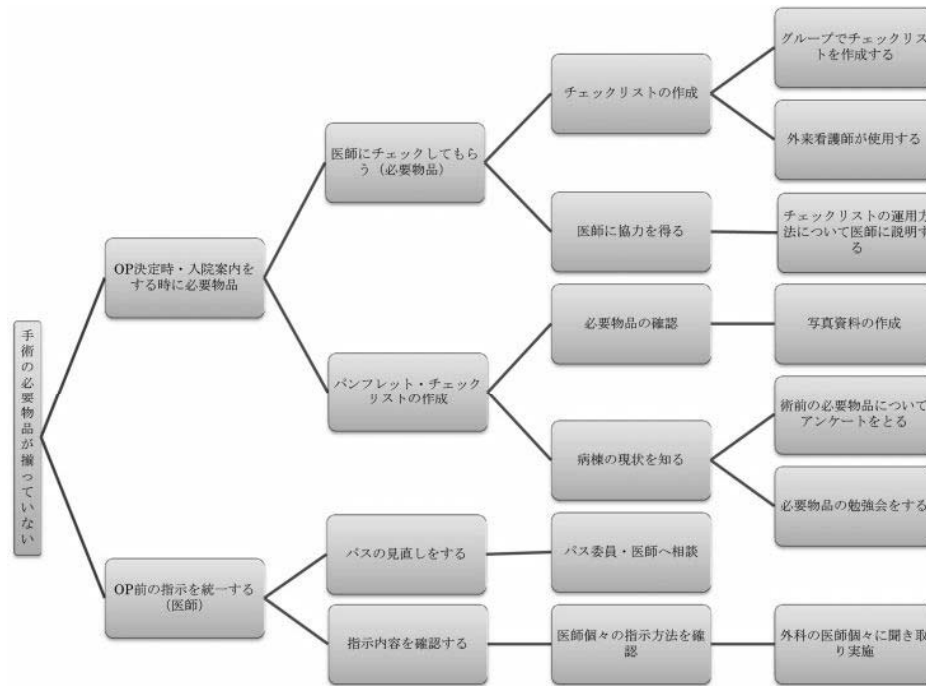 手術の必要物品が揃っていない
OP決定時・入院案内を
する時に必要物品
医師にチェックしてもら
う（必要物品）
チェックリストの作成
グループでチェックリス
トを作成する
外来看護師が使用する
医師に協力を得る
チェックリストの運用方
法について医師に説明す
る
パンフレット・チェック
リストの作成
必要物品の確認
写真資料の作成
病棟の現状を知る
術前の必要物品について
アンケートをとる
必要物品の勉強会をする
OP前の指示を統一する
（医師）
パスの見直しをする
パス委員・医師へ相談
指示内容を確認する
医師個々の指示方法を確
認
外科の医師個々に聞き取
り実施